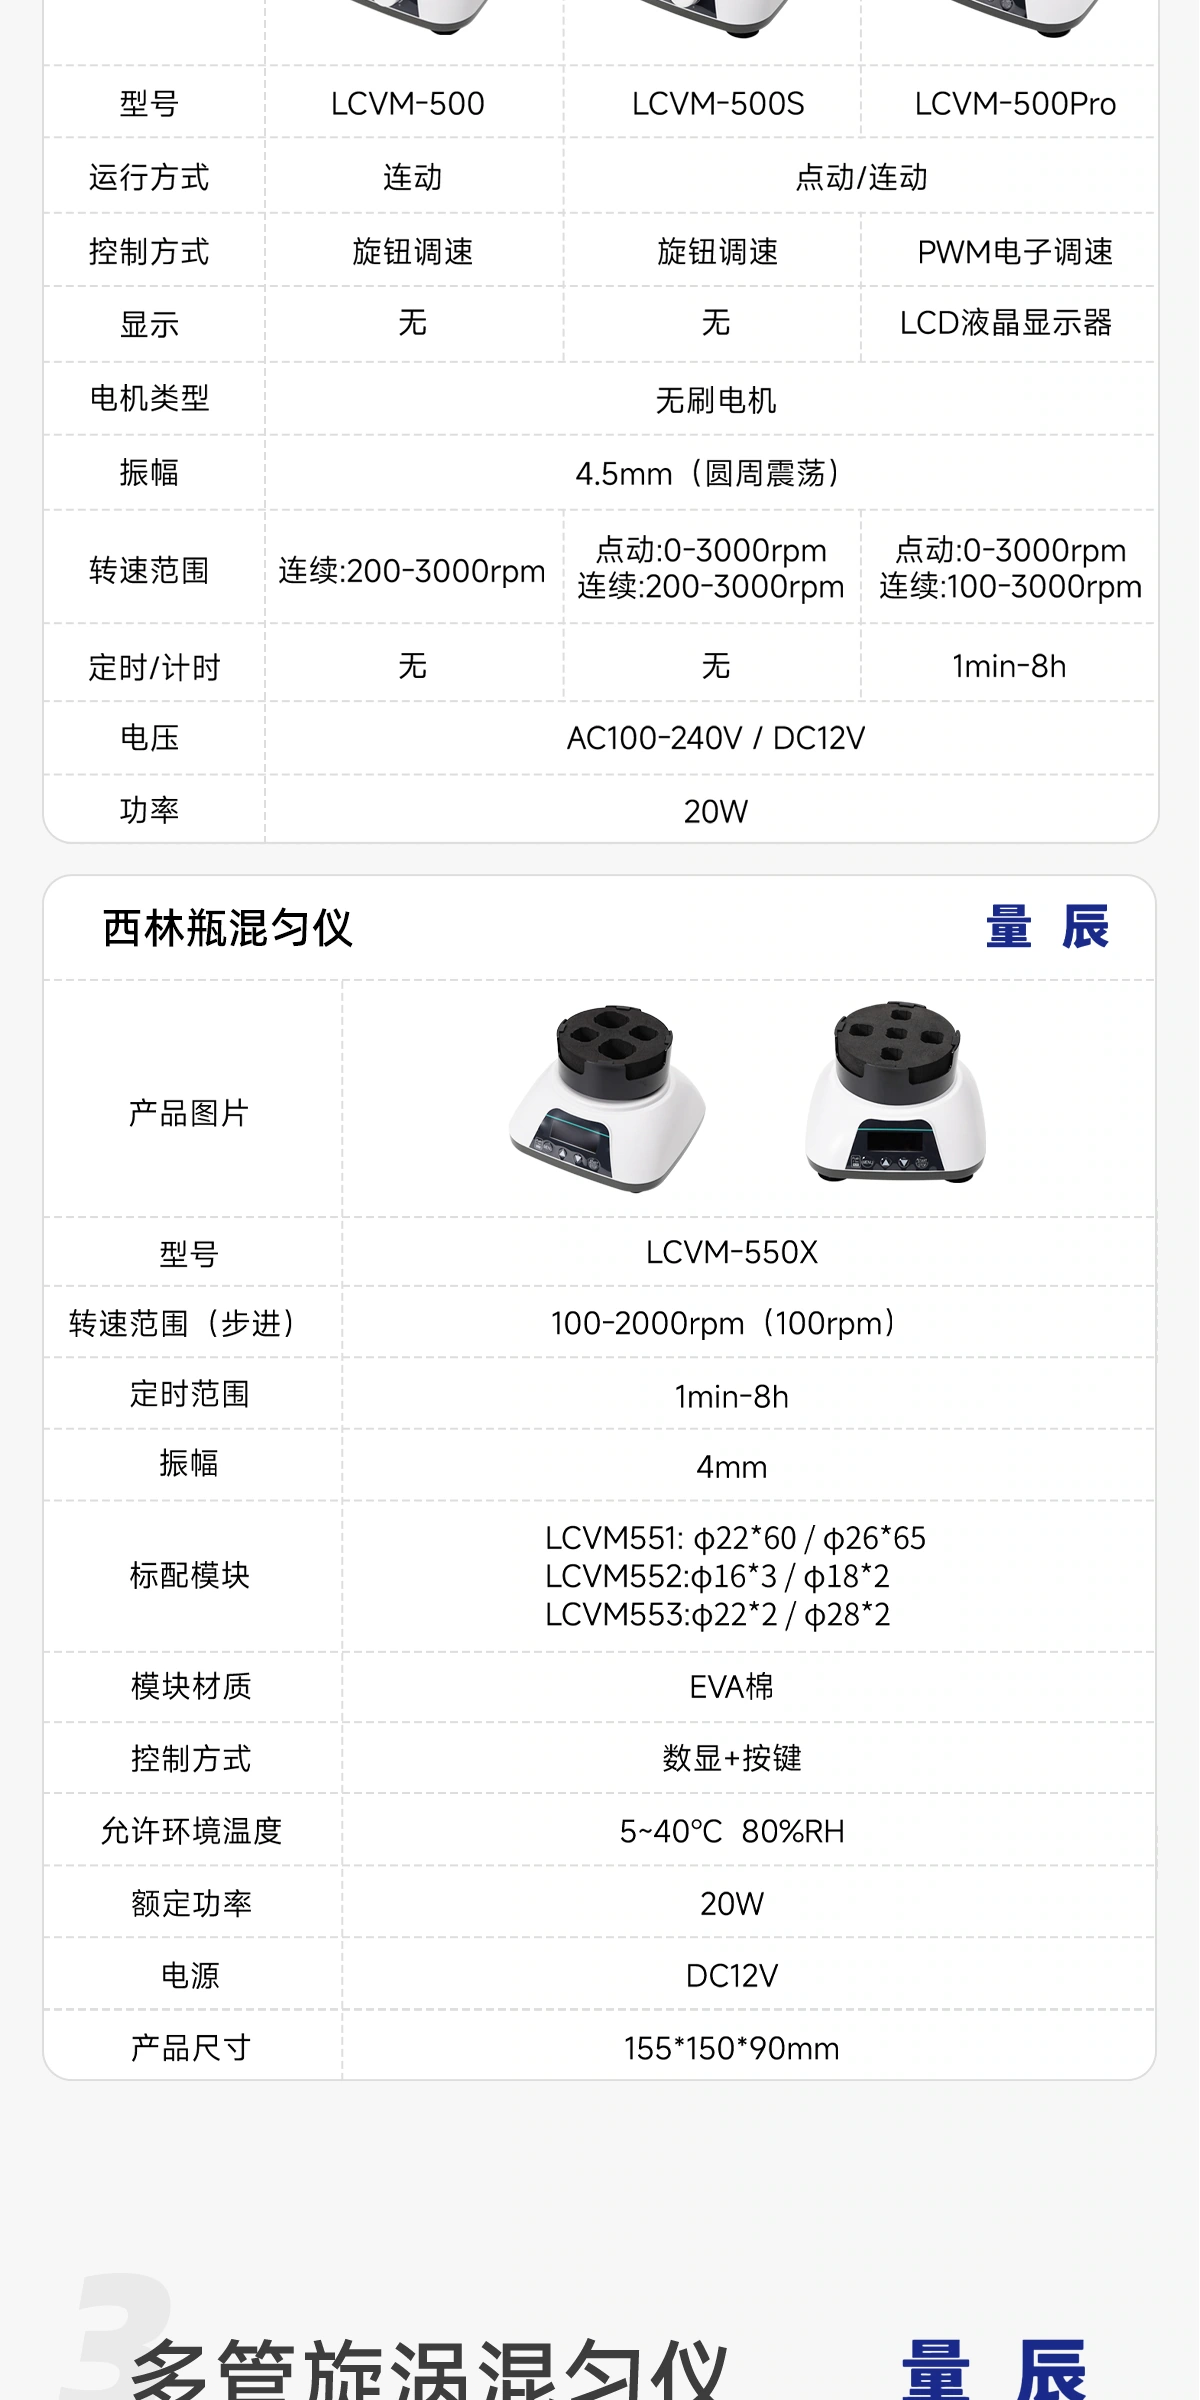 型号 LCVM-500 LCVM-500S LCVM-500Pro
运行方式 连动 点动/连动
控制方式 旋钮调速 旋钮调速 PWM电子调速
显示 无 无 LCD液晶显示器
电机类型 无刷电机
振幅 4.5mm（圆周震荡）
转速范围 连续:200-3000rpm 点动:0-3000rpm 点动:0-3000rpm
连续:200-3000rpm 连续:100-3000rpm
定时/计时 无 无 1min-8h
电压 AC100-240V / DC12V
功率 20W
西林瓶混匀仪 量 辰
产品图片
型号 LCVM-550X
转速范围（步进） 100-2000rpm（100rpm）
定时范围 1min-8h
振幅 4mm
标配模块 LCVM551: φ22*60 / φ26*65
LCVM552:φ16*3 / φ18*2
LCVM553:φ22*2 / φ28*2
模块材质 EVA棉
控制方式 数显+按键
允许环境温度 5~40℃ 80%RH
额定功率 20W
电源 DC12V
产品尺寸 155*150*90mm
3
多管旋涡混匀仪 量 辰